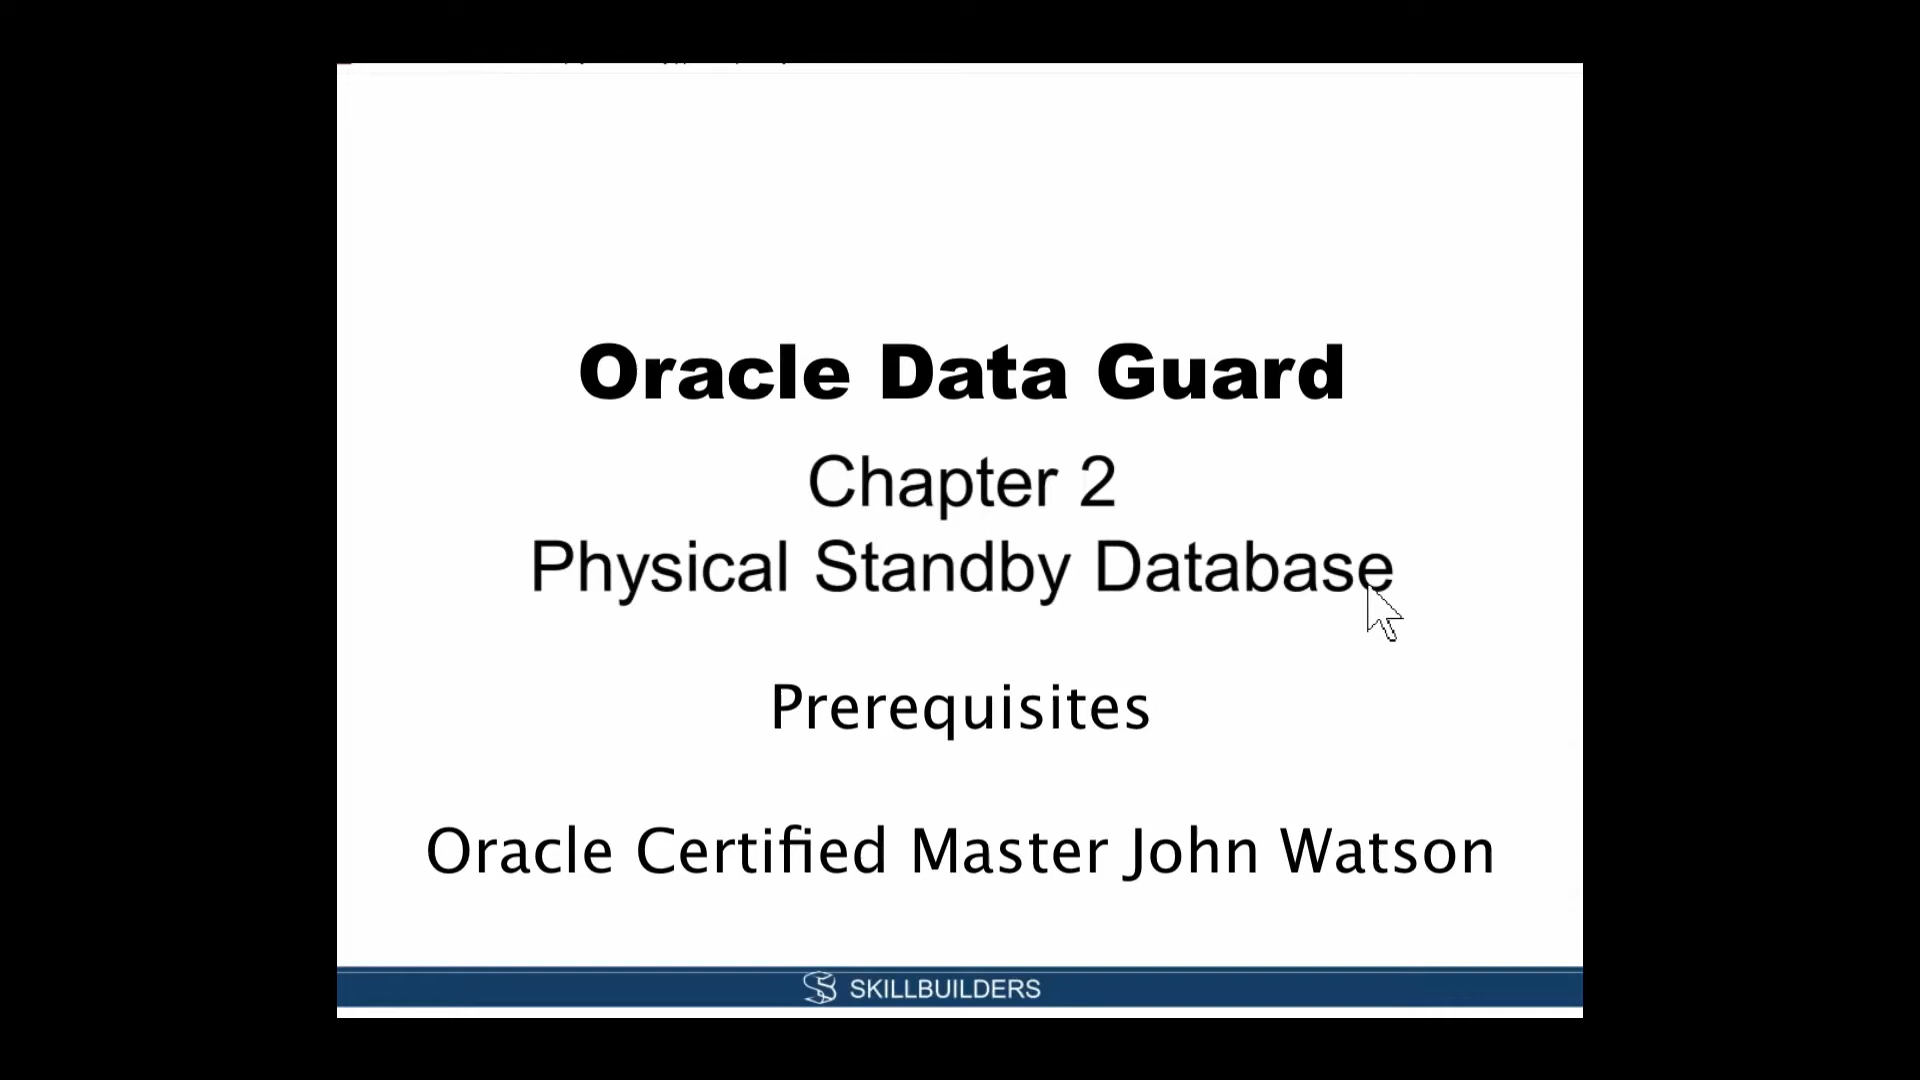 Oracle Data Guard
Chapter 2
Physical Standby Database
Prerequisites
Oracle Certified Master John Watson
SKILLBUILDERS